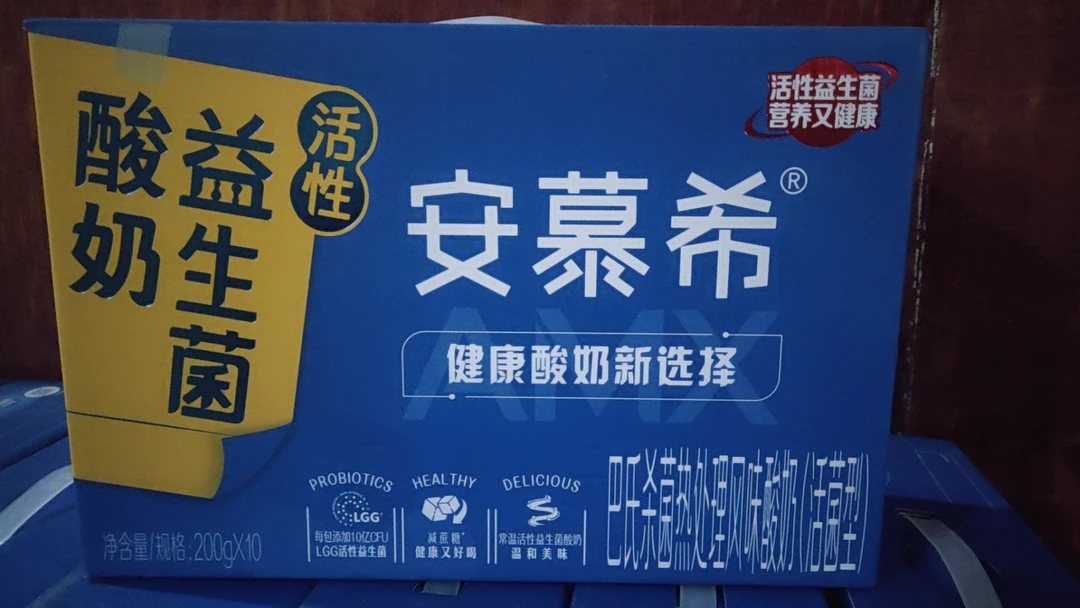 活性
益生菌
酸奶
活性益生菌
营养又健康
安慕希®
AMX
健康酸奶新选择
PROBIOTICS
LGG
每包添加10亿CFU
LGG活性益生菌
HEALTHY
减蔗糖*
健康又好喝
DELICIOUS
常温活性益生菌酸奶
温和美味
巴氏杀菌热处理风味酸奶(活菌型)
净含量/规格:200gX10